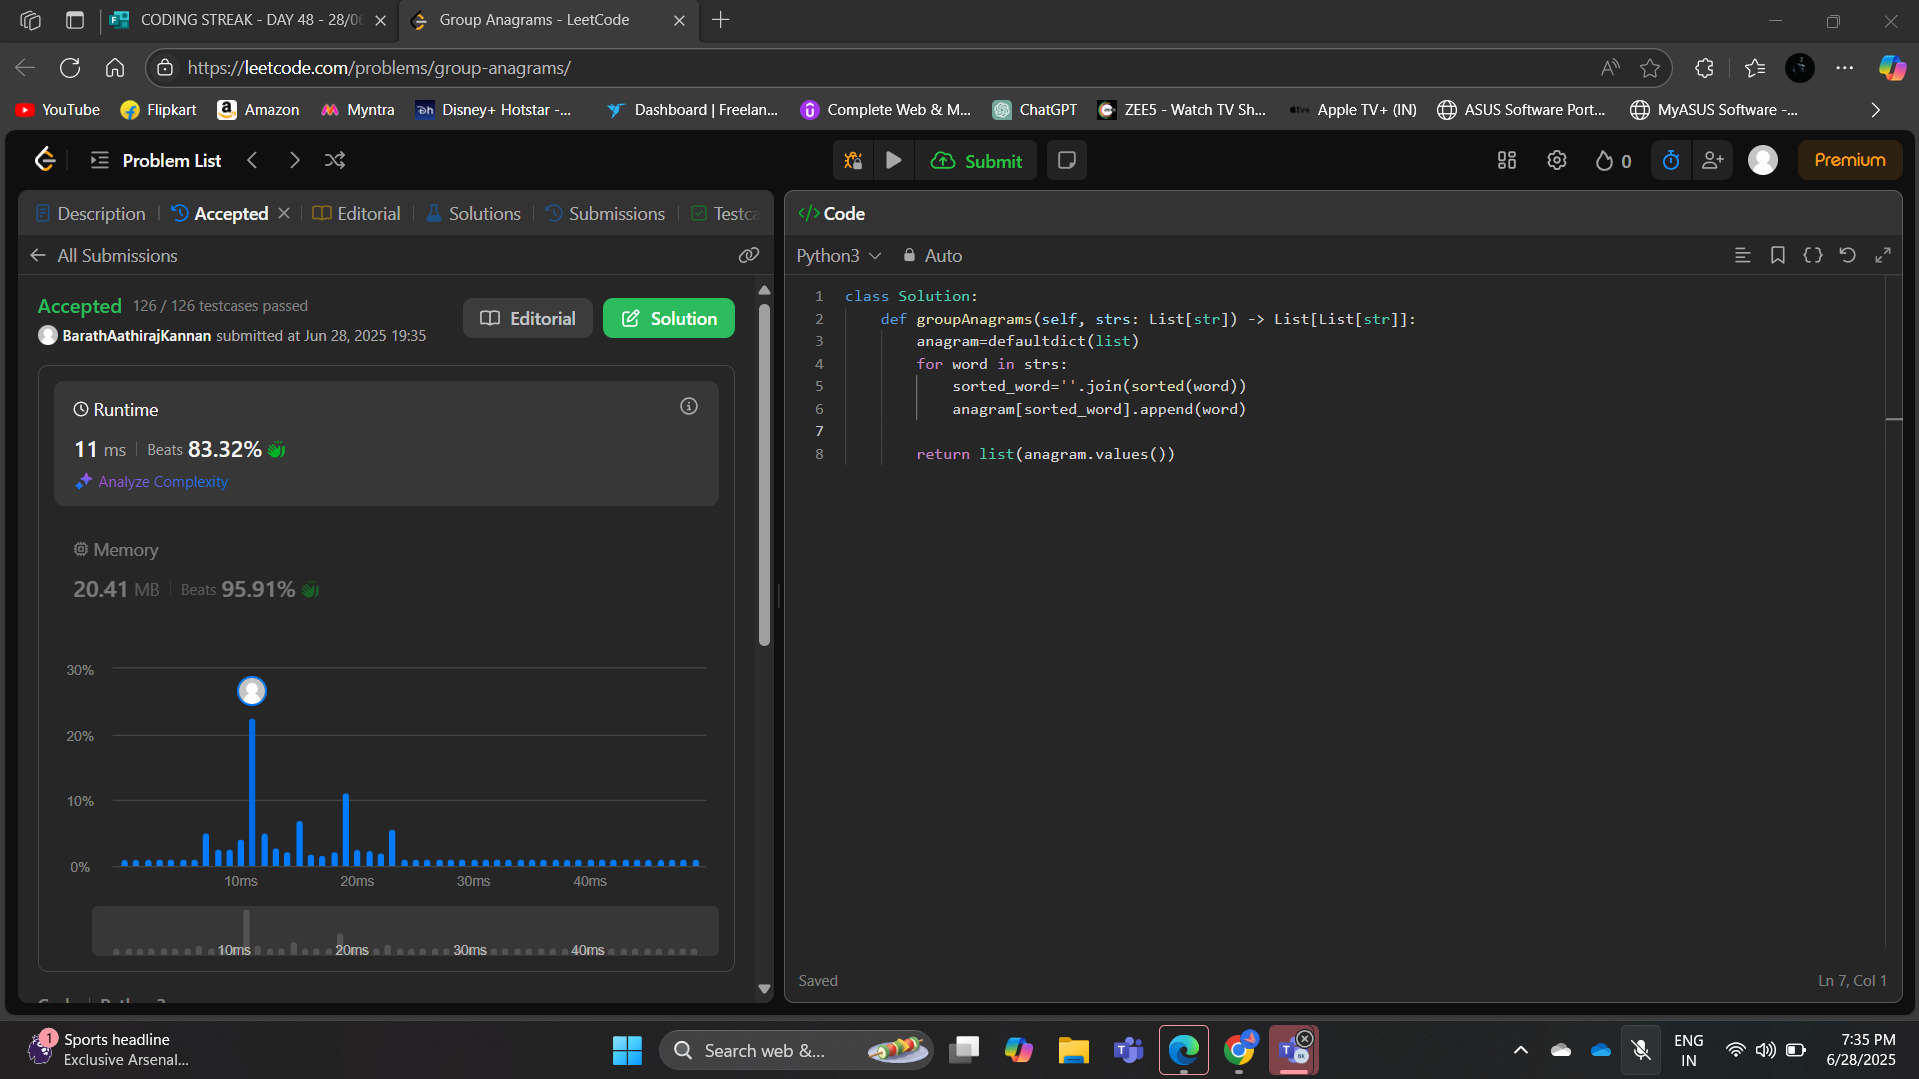 CODING STREAK - DAY 48 - 28/06
Group Anagrams - LeetCode
https://leetcode.com/problems/group-anagrams/
YouTube
Flipkart
Amazon
Myntra
Disney+ Hotstar -...
Dashboard | Freelan...
Complete Web & M...
ChatGPT
ZEE5 - Watch TV Sh...
Apple TV+ (IN)
ASUS Software Port...
MyASUS Software -...
Problem List
Submit
0
Premium
Description
Accepted
Editorial
Solutions
Submissions
Testca
</> Code
All Submissions
Python3
Auto
Accepted 126 / 126 testcases passed
BarathAathirajKannan submitted at Jun 28, 2025 19:35
Editorial
Solution
Runtime
11 ms | Beats 83.32%
Analyze Complexity
Memory
20.41 MB | Beats 95.91%
30%
20%
10%
0%
10ms 20ms 30ms 40ms
10ms 20ms 30ms 40ms
1 class Solution:
2 def groupAnagrams(self, strs: List[str]) -> List[List[str]]:
3 anagram=defaultdict(list)
4 for word in strs:
5 sorted_word=''.join(sorted(word))
6 anagram[sorted_word].append(word)
7
8 return list(anagram.values())
Saved
Ln 7, Col 1
1
Sports headline
Exclusive Arsenal...
Search web &...
ENG
IN
7:35 PM
6/28/2025